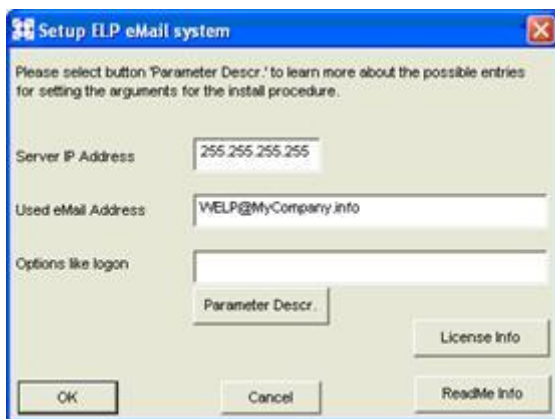 Setup ELP eMail system
Please select button 'Parameter Descr.' to learn more about the possible entries
for setting the arguments for the install procedure.
Server IP Address
255.255.255.255
Used eMail Address
WELP@MyCompany.info
Options like logon
Parameter Descr.
License Info
OK
Cancel
ReadMe Info